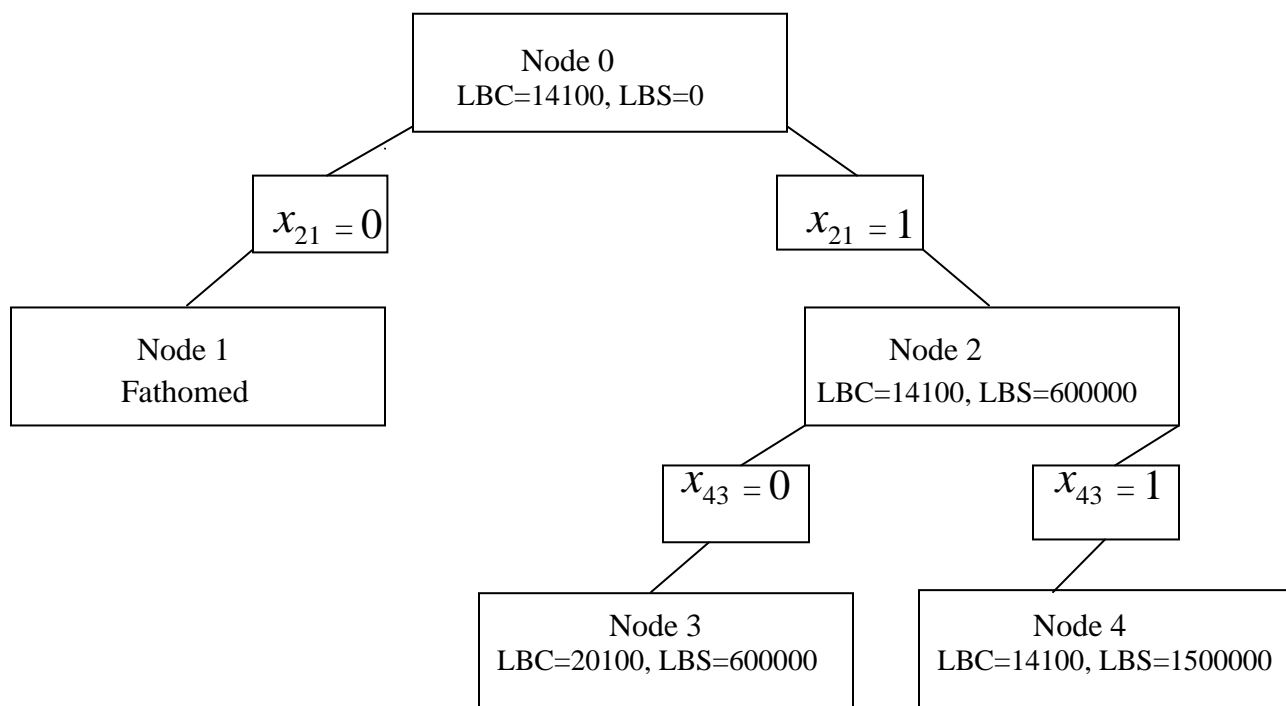 Node 0
LBC=14100, LBS=0
x₂₁ = 0
x₂₁ = 1
Node 1
Fathomed
Node 2
LBC=14100, LBS=600000
x₄₃ = 0
x₄₃ = 1
Node 3
LBC=20100, LBS=600000
Node 4
LBC=14100, LBS=1500000